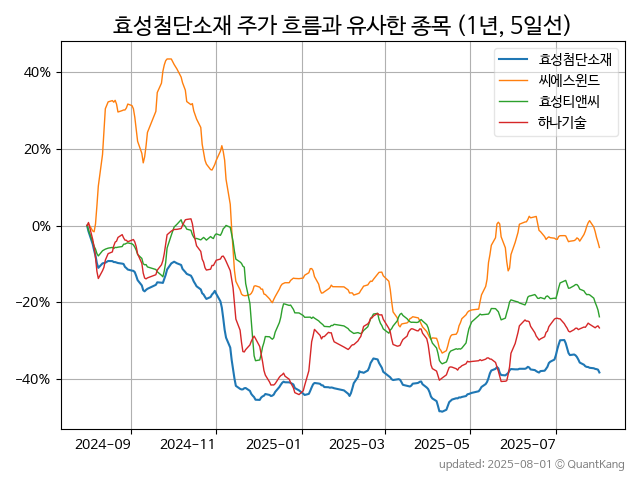 효성첨단소재 주가 흐름과 유사한 종목 (1년, 5일선)
효성첨단소재
씨에스윈드
효성티앤씨
하나기술
40%
20%
0%
−20%
−40%
2024-09 2024-11 2025-01 2025-03 2025-05 2025-07
updated: 2025-08-01 © QuantKang